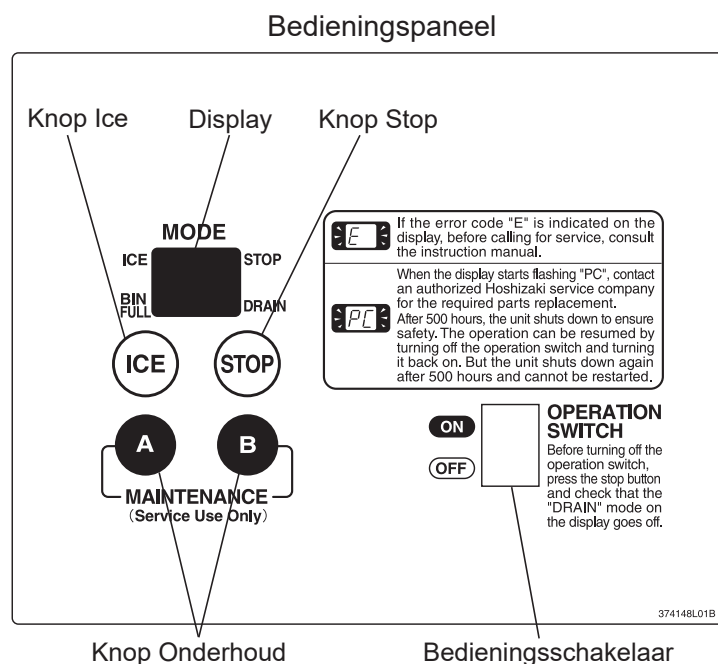 Bedieningspaneel
Knop Ice
Display
Knop Stop
MODE
ICE
STOP
BIN
FULL
DRAIN
ICE
STOP
A
B
MAINTENANCE
(Service Use Only)
E
If the error code "E" is indicated on the
display, before calling for service, consult
the instruction manual.
PC
When the display starts flashing "PC", contact
an authorized Hoshizaki service company
for the required parts replacement.
After 500 hours, the unit shuts down to ensure
safety. The operation can be resumed by
turning off the operation switch and turning
it back on. But the unit shuts down again
after 500 hours and cannot be restarted.
ON
OFF
OPERATION
SWITCH
Before turning off the
operation switch,
press the stop button
and check that the
"DRAIN" mode on
the display goes off.
374148L01B
Knop Onderhoud
Bedieningsschakelaar